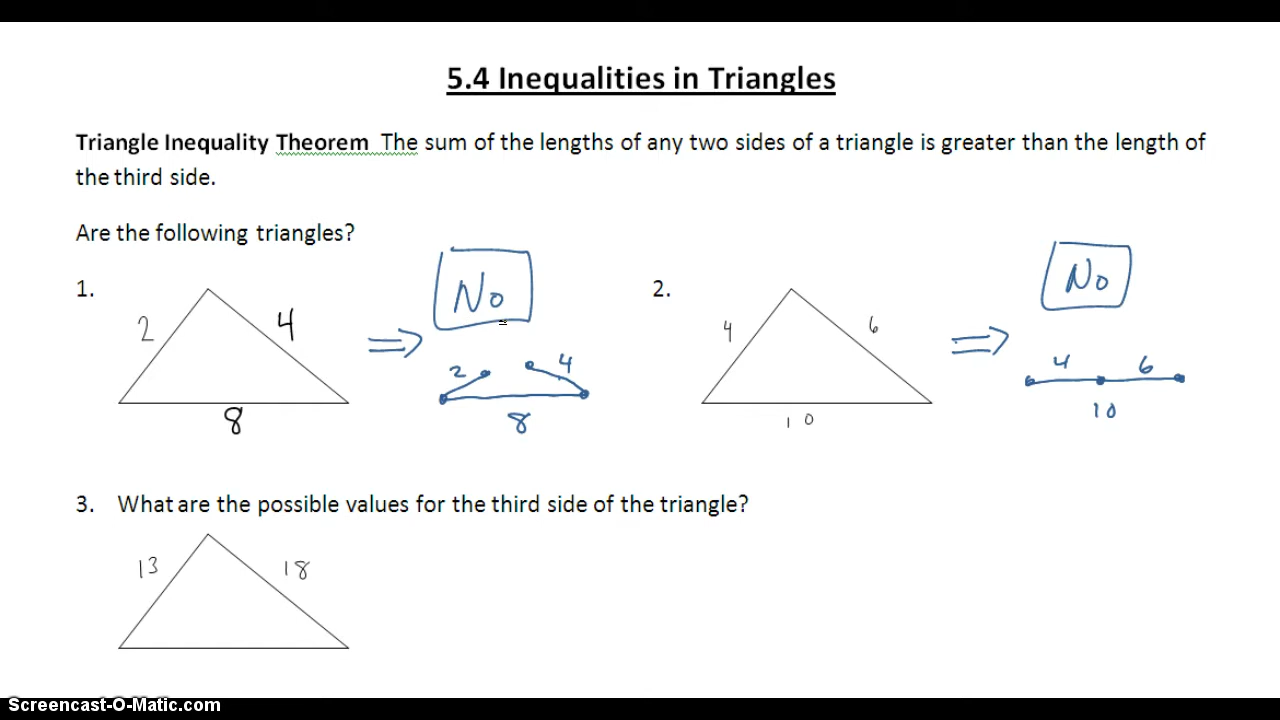 5.4 Inequalities in Triangles
Triangle Inequality Theorem The sum of the lengths of any two sides of a triangle is greater than the length of
the third side.
Are the following triangles?
1.
2
4
8
No
2
4
8
2.
4
6
10
No
4
6
10
3. What are the possible values for the third side of the triangle?
13
18
Screencast-O-Matic.com